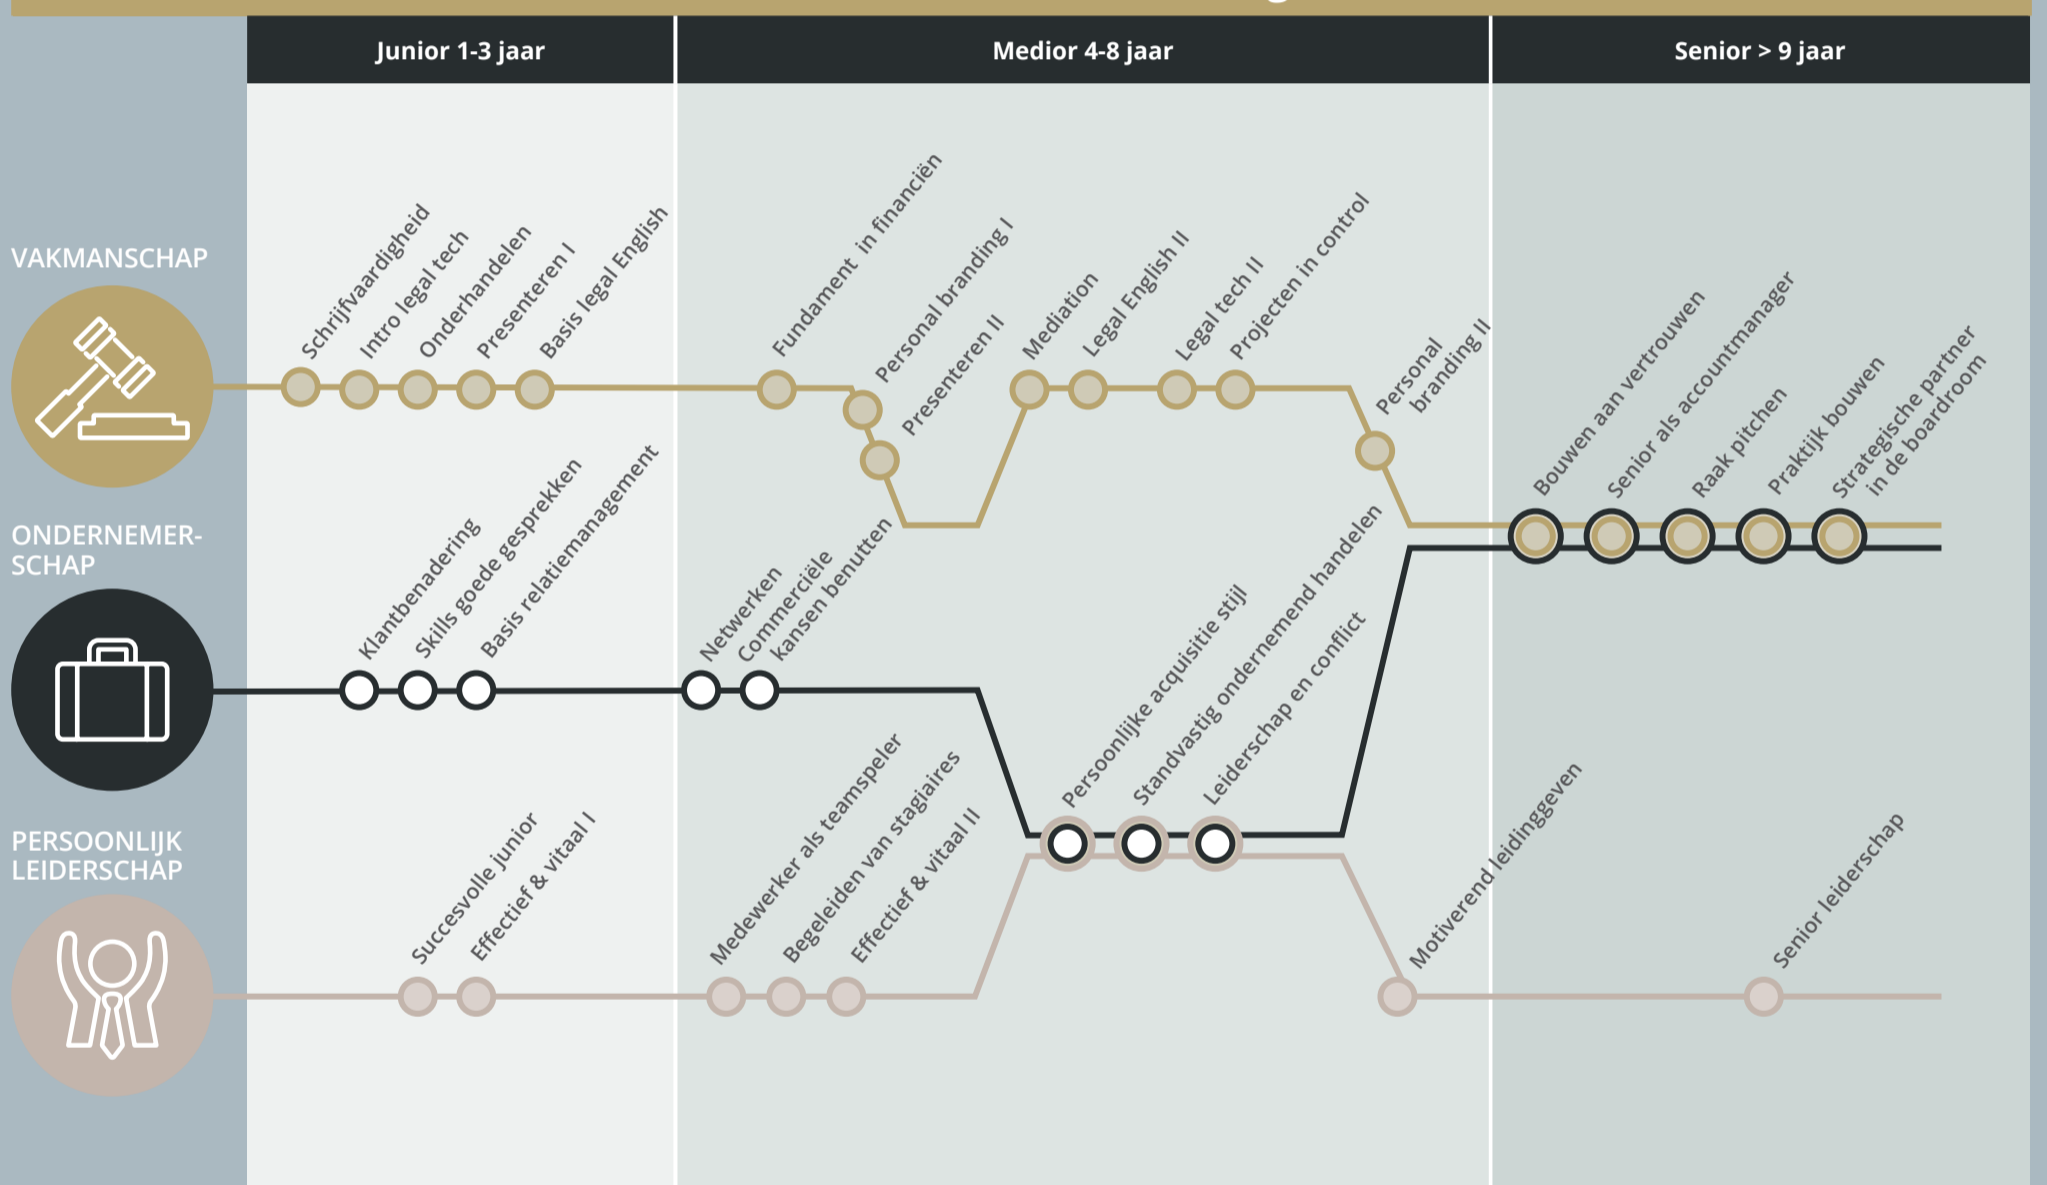 Junior 1-3 jaar
Medior 4-8 jaar
Senior > 9 jaar
VAKMANSCHAP
Schrijfvaardigheid
Intro legal tech
Onderhandelen
Presenteren I
Basis legal English
Fundament in financiën
Personal branding I
Presenteren II
Mediation
Legal English II
Legal tech II
Projecten in control
Personal
branding II
Bouwen aan vertrouwen
Senior als accountmanager
Raak pitchen
Praktijk bouwen
Strategische partner
in de boardroom
ONDERNEMER-
SCHAP
Klantbenadering
Skills goede gesprekken
Basis relatiemanagement
Netwerken
Commerciële
kansen benutten
Persoonlijke acquisitie stijl
Standvastig ondernemend handelen
Leiderschap en conflict
PERSOONLIJK
LEIDERSCHAP
Succesvolle junior
Effectief & vitaal I
Medewerker als teamspeler
Begeleiden van stagiaires
Effectief & vitaal II
Motiverend leidinggeven
Senior leiderschap